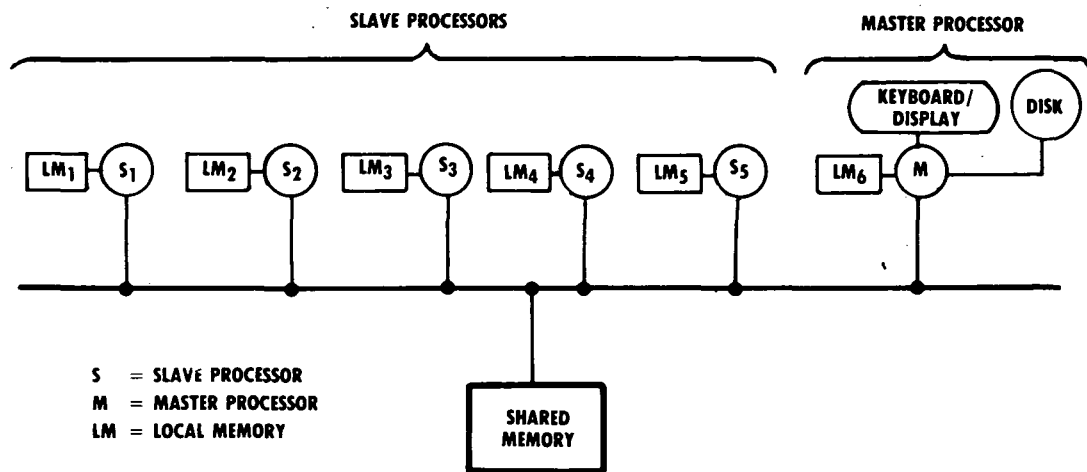 SLAVE PROCESSORS
MASTER PROCESSOR
KEYBOARD/
DISPLAY
DISK
LM1
S1
LM2
S2
LM3
S3
LM4
S4
LM5
S5
LM6
M
S = SLAVE PROCESSOR
M = MASTER PROCESSOR
LM = LOCAL MEMORY
SHARED
MEMORY